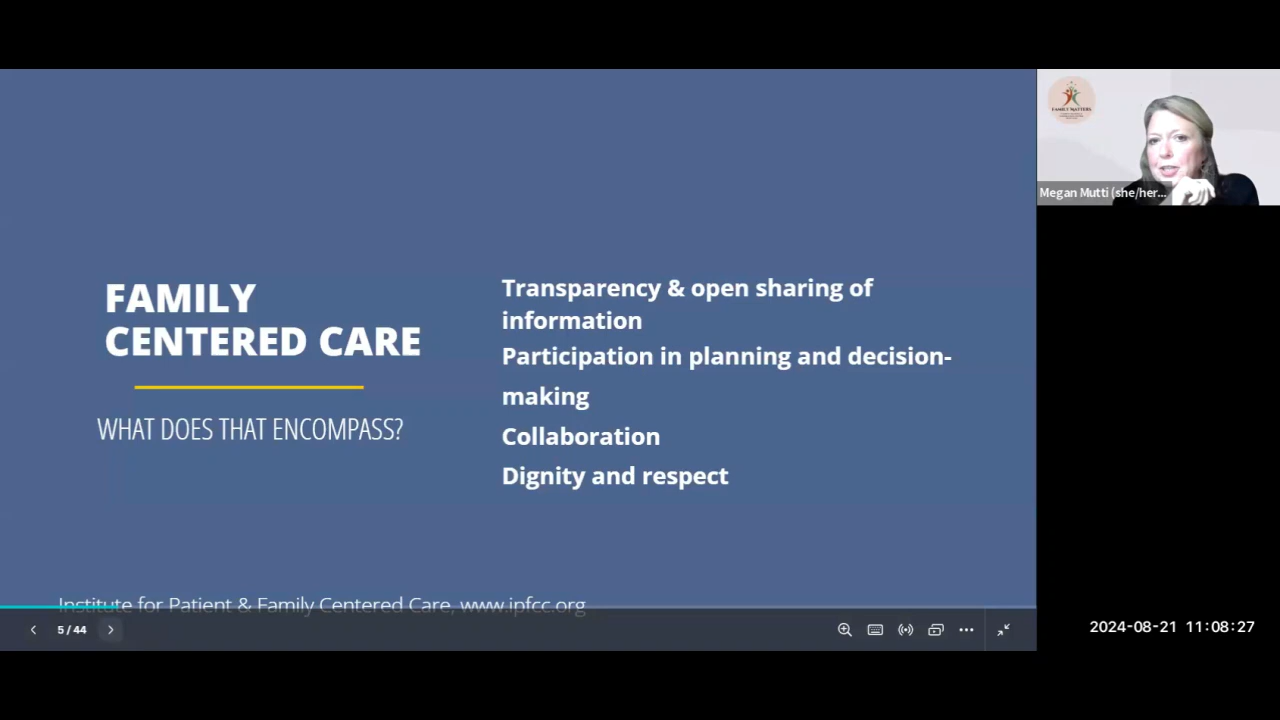 FAMILY
CENTERED CARE
WHAT DOES THAT ENCOMPASS?
Transparency & open sharing of
information
Participation in planning and decision-
making
Collaboration
Dignity and respect
Institute for Patient & Family Centered Care, www.ipfcc.org
5 / 44
FAMILY MATTERS
Megan Mutti (she/her...
2024-08-21 11:08:27